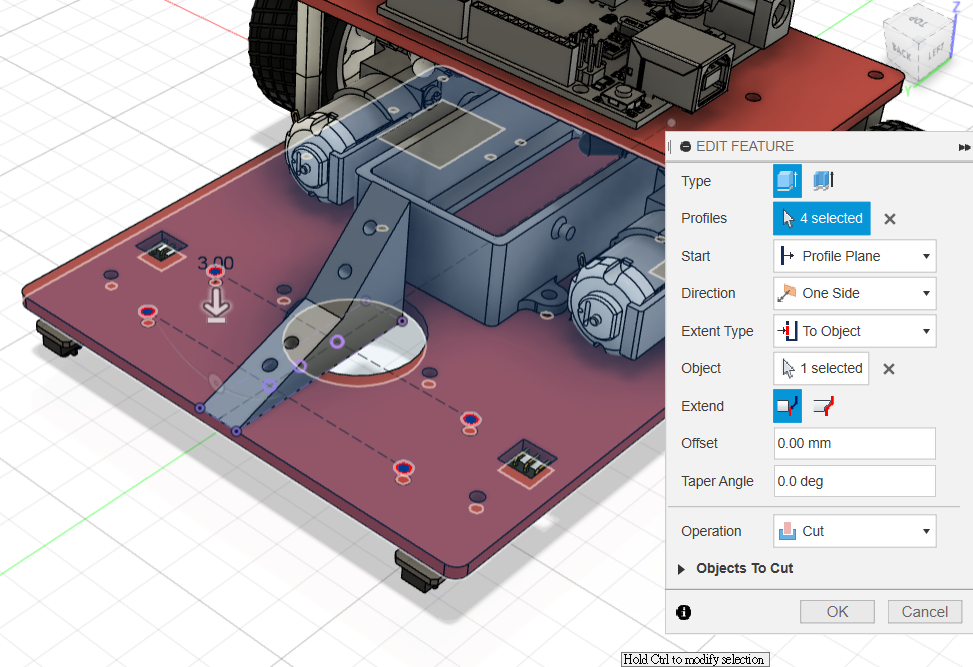 Z
TOP
BACK
LEFT
Y
EDIT FEATURE
Type
Profiles
4 selected
Start
Profile Plane
Direction
One Side
Extent Type
To Object
Object
1 selected
Extend
Offset
0.00 mm
Taper Angle
0.0 deg
Operation
Cut
Objects To Cut
OK
Cancel
3.00
Hold Ctrl to modify selection